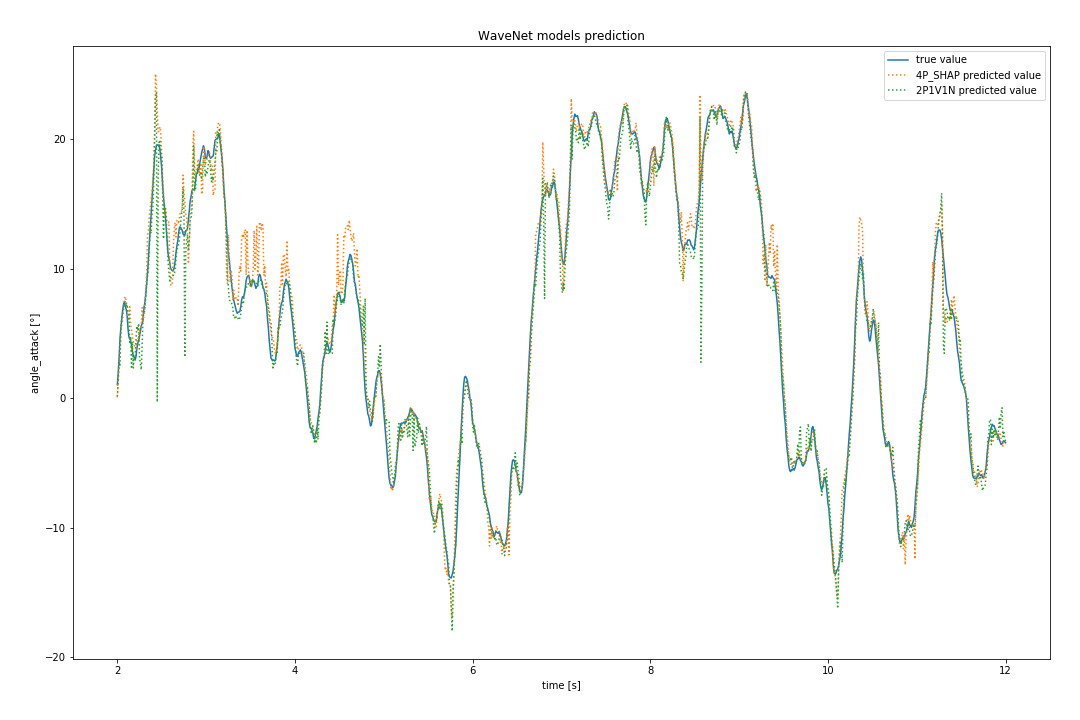 WaveNet models prediction
true value
4P_SHAP predicted value
2P1V1N predicted value
angle_attack [°]
20
10
0
−10
−20
2 4 6 8 10 12
time [s]